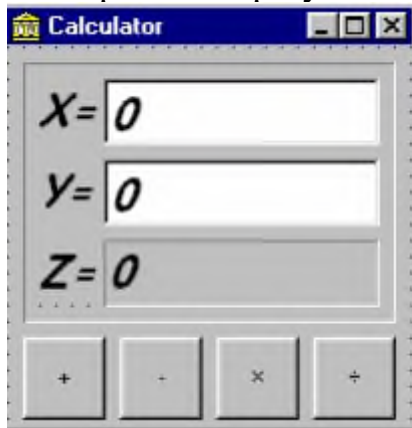 Calculator
X= 0
Y= 0
Z= 0
+ - × ÷